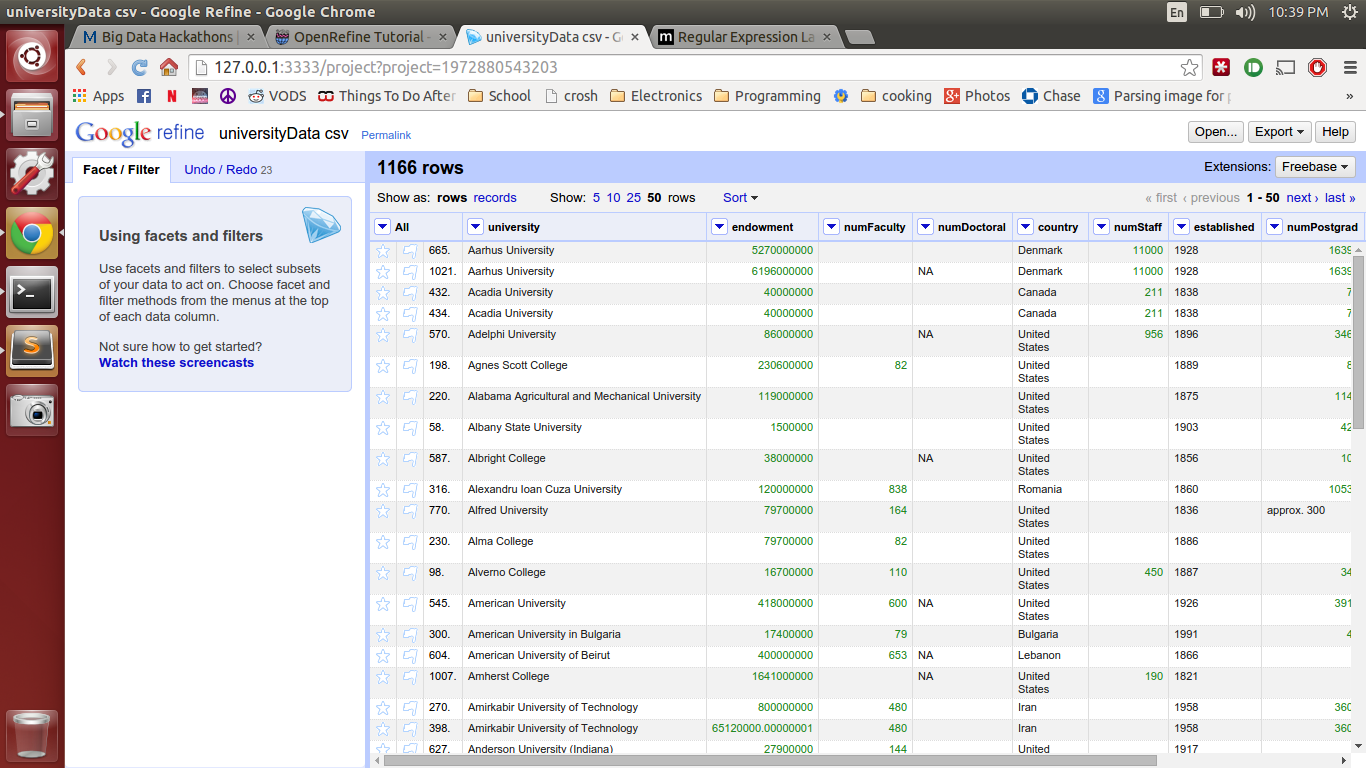 universityData csv - Google Refine - Google Chrome
En
10:39 PM
Big Data Hackathons
OpenRefine Tutorial -
universityData csv - G
Regular Expression La
127.0.0.1:3333/project?project=1972880543203
Apps
VODS
Things To Do After
School
crosh
Electronics
Programming
cooking
Photos
Chase
Parsing image for
»
Google refine
universityData csv
Permalink
Open...
Export
Help
Facet / Filter
Undo / Redo 23
1166 rows
Extensions:
Freebase
Using facets and filters
Use facets and filters to select subsets
of your data to act on. Choose facet and
filter methods from the menus at the top
of each data column.
Not sure how to get started?
Watch these screencasts
Show as: rows records
Show: 5 10 25 50 rows
Sort
« first ‹ previous 1 - 50 next › last »
All university endowment numFaculty numDoctoral country numStaff established numPostgrad
665. Aarhus University 5270000000 Denmark 11000 1928 1639
1021. Aarhus University 6196000000 NA Denmark 11000 1928 1639
432. Acadia University 40000000 Canada 211 1838 7
434. Acadia University 40000000 Canada 211 1838 7
570. Adelphi University 86000000 NA United 956 1896 346
States
198. Agnes Scott College 230600000 82 United 1889 8
States
220. Alabama Agricultural and Mechanical University 119000000 United 1875 114
States
58. Albany State University 1500000 United 1903 42
States
587. Albright College 38000000 NA United 1856 10
States
316. Alexandru Ioan Cuza University 120000000 838 Romania 1860 1053
770. Alfred University 79700000 164 United 1836 approx. 300
States
230. Alma College 79700000 82 United 1886
States
98. Alverno College 16700000 110 United 450 1887 34
States
545. American University 418000000 600 NA United 1926 391
States
300. American University in Bulgaria 17400000 79 Bulgaria 1991 4
604. American University of Beirut 400000000 653 NA Lebanon 1866
1007. Amherst College 1641000000 NA United 190 1821
States
270. Amirkabir University of Technology 800000000 480 Iran 1958 360
398. Amirkabir University of Technology 65120000.00000001 480 Iran 1958 360
627. Anderson University (Indiana) 27900000 144 United 1917